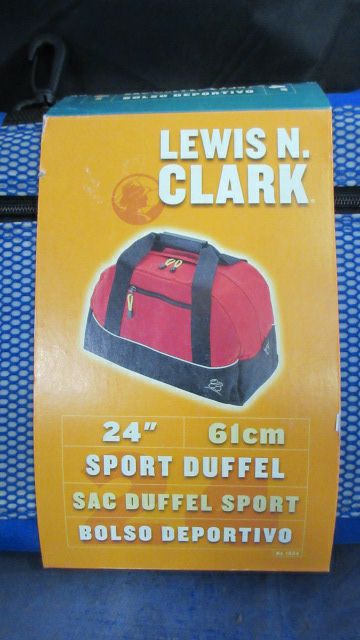 BOLSO DEPORTIVO
LEWIS N.
CLARK
24" 61cm
SPORT DUFFEL
SAC DUFFEL SPORT
BOLSO DEPORTIVO